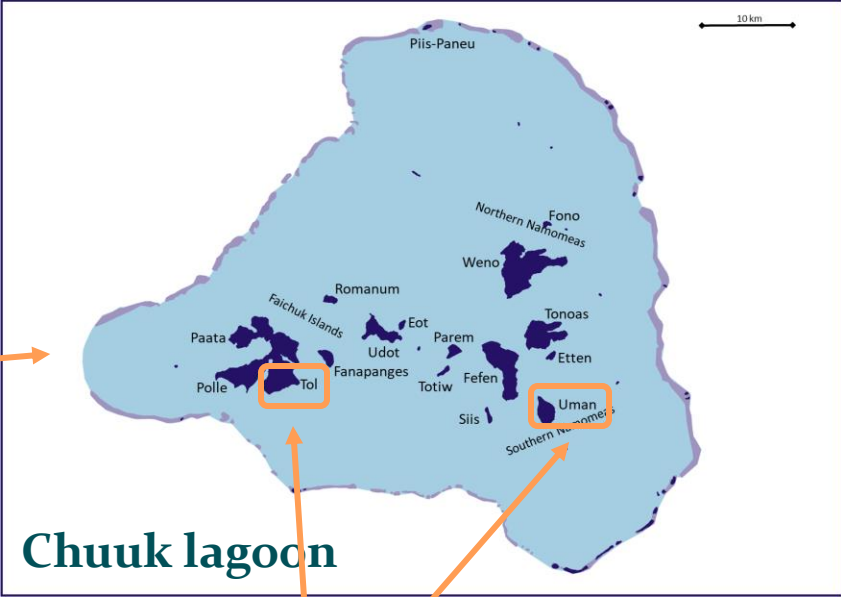 10 km
Piis-Paneu
Fono
Northern Namomeas
Weno
Romanum
Faichuk Islands
Eot
Tonoas
Paata
Udot
Parem
Etten
Fanapanges
Polle
Tol
Totiw
Fefen
Uman
Siis
Southern Namomeas
Chuuk lagoon